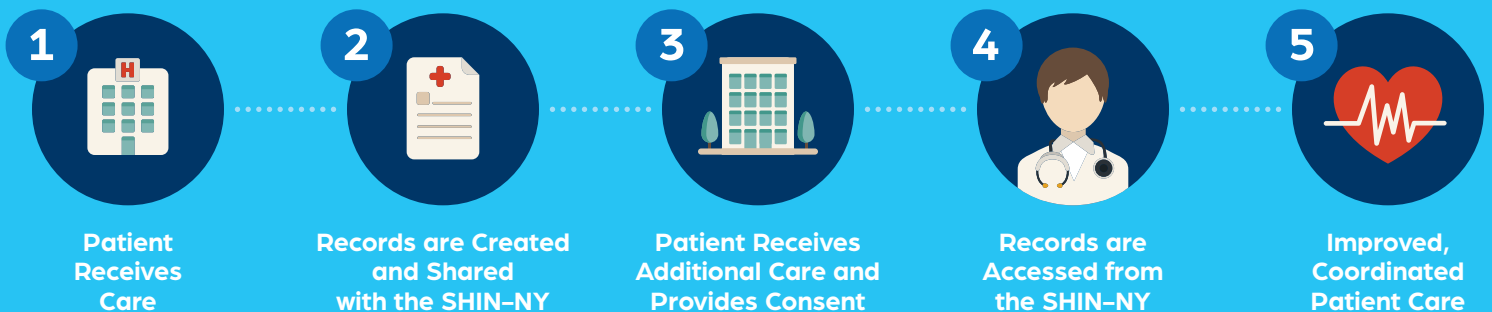 1
H
Patient
Receives
Care
2
Records are Created
and Shared
with the SHIN-NY
3
Patient Receives
Additional Care and
Provides Consent
4
Records are
Accessed from
the SHIN-NY
5
Improved,
Coordinated
Patient Care